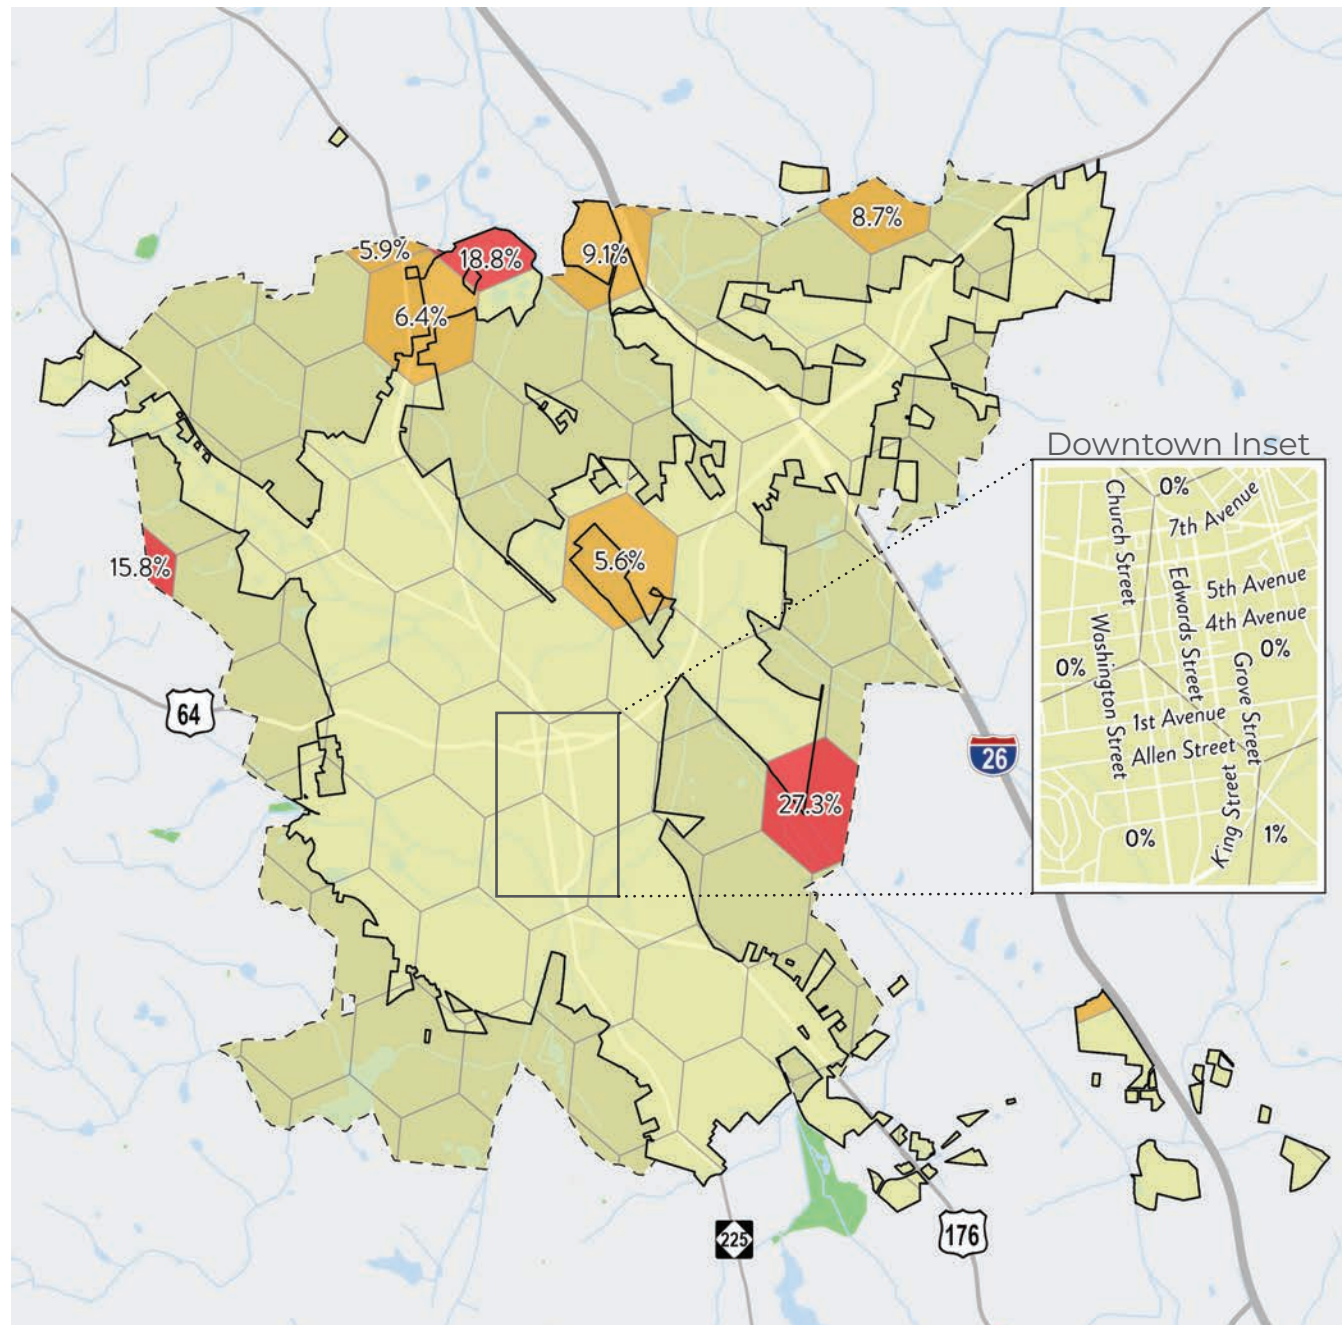 8.7%
5.9%
18.8%
9.1%
6.4%
Downtown Inset
0%
Church Street
7th Avenue
15.8%
5.6%
Edwards Street
5th Avenue
4th Avenue
Washington Street
0%
Grove Street
0%
64
1st Avenue
Allen Street
26
27.3%
King Street
0%
1%
225
176